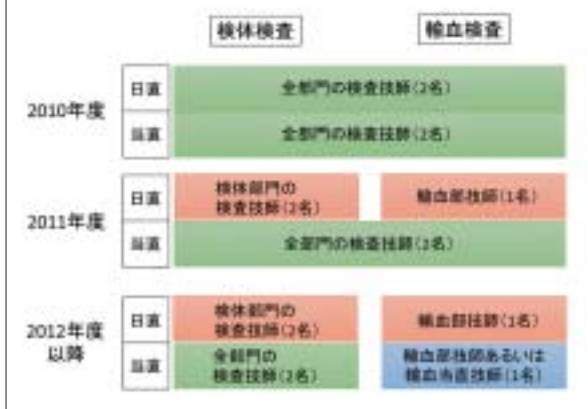 検体検査
輸血検査
2010年度
日直
全部門の検査技師(2名)
当直
全部門の検査技師(2名)
2011年度
日直
検体部門の
検査技師(2名)
輸血部技師(1名)
当直
全部門の検査技師(2名)
2012年度
以降
日直
検体部門の
検査技師(2名)
輸血部技師(1名)
当直
全部門の
検査技師(2名)
輸血部技師あるいは
輸血当直技師(1名)